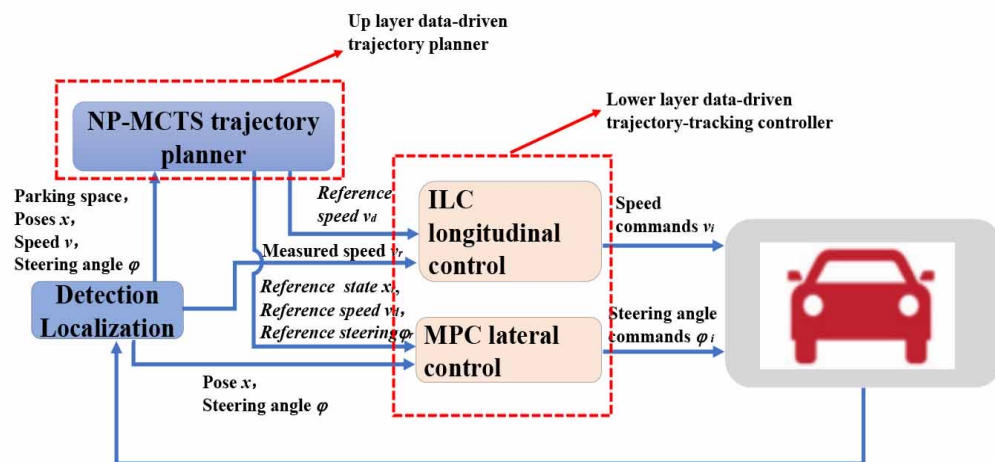 Up layer data-driven
trajectory planner
NP-MCTS trajectory
planner
Lower layer data-driven
trajectory-tracking controller
Parking space，
Poses x，
Speed v，
Steering angle φ
Reference
speed vd
ILC
longitudinal
control
Speed
commands vi
Measured speed vr
Detection
Localization
Reference state x ，
Reference speed vd，
Reference steering φr
MPC lateral
control
Steering angle
commands φ i
Pose x，
Steering angle φ